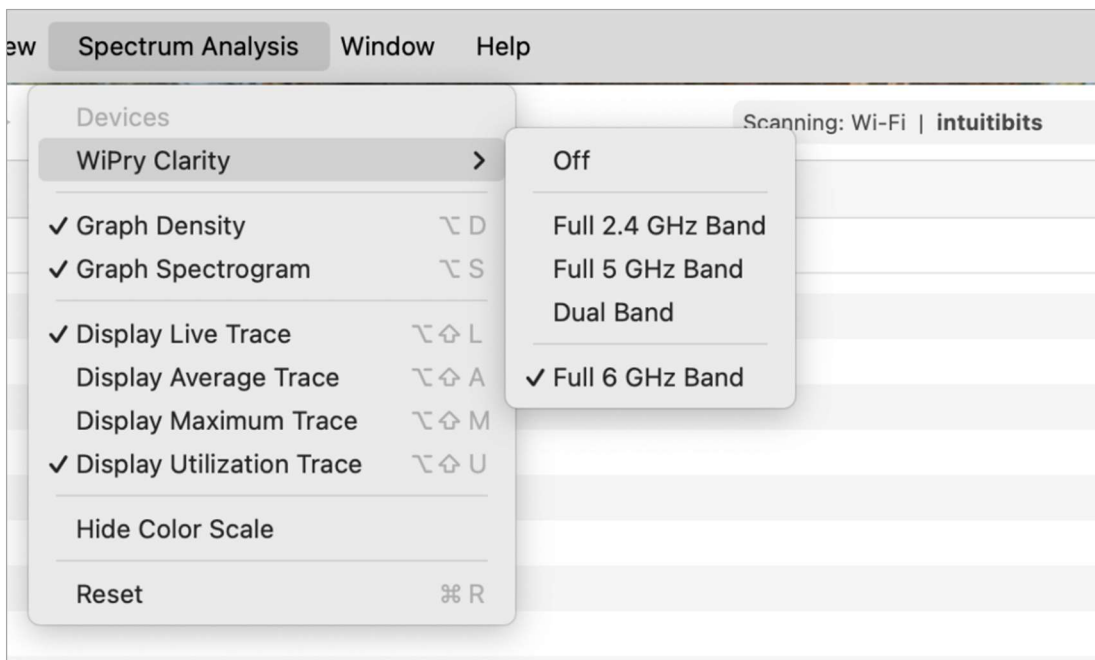 ew Spectrum Analysis Window Help
Devices
Scanning: Wi-Fi | intuitibits
WiPry Clarity >
Off
✓ Graph Density ⌥ D
Full 2.4 GHz Band
✓ Graph Spectrogram ⌥ S
Full 5 GHz Band
Dual Band
✓ Display Live Trace ⌥⇧ L
Display Average Trace ⌥⇧ A
✓ Full 6 GHz Band
Display Maximum Trace ⌥⇧ M
✓ Display Utilization Trace ⌥⇧ U
Hide Color Scale
Reset ⌘ R